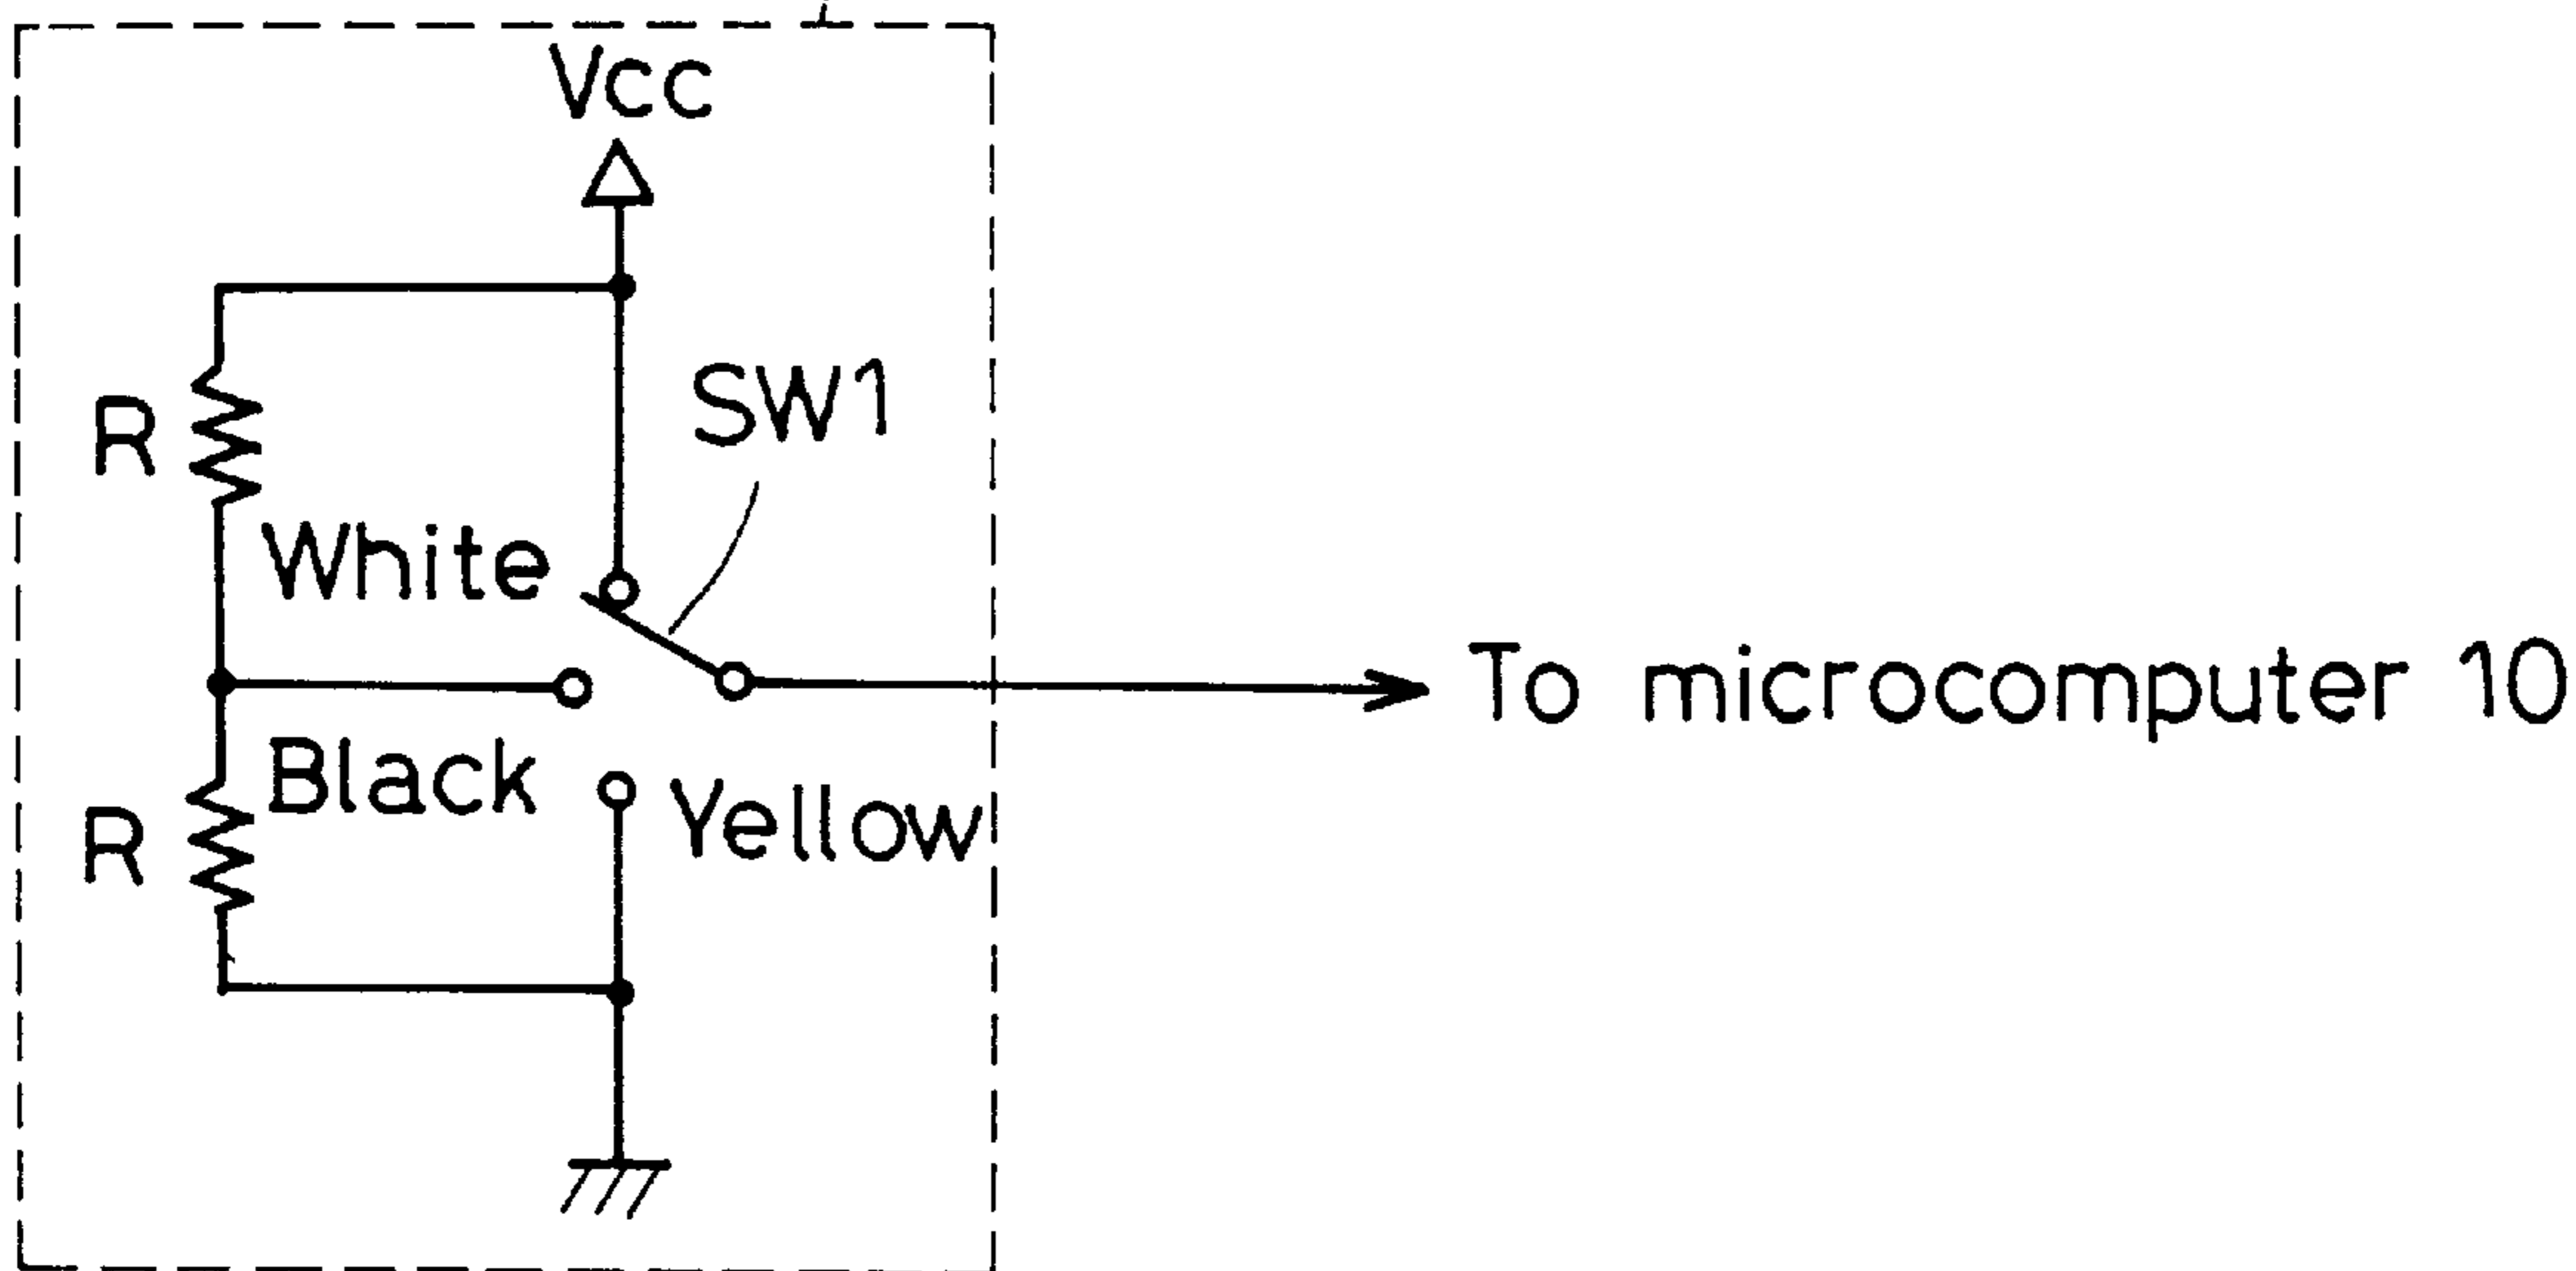 Vcc
R
SW1
White
To microcomputer 10
Black
R
Yellow